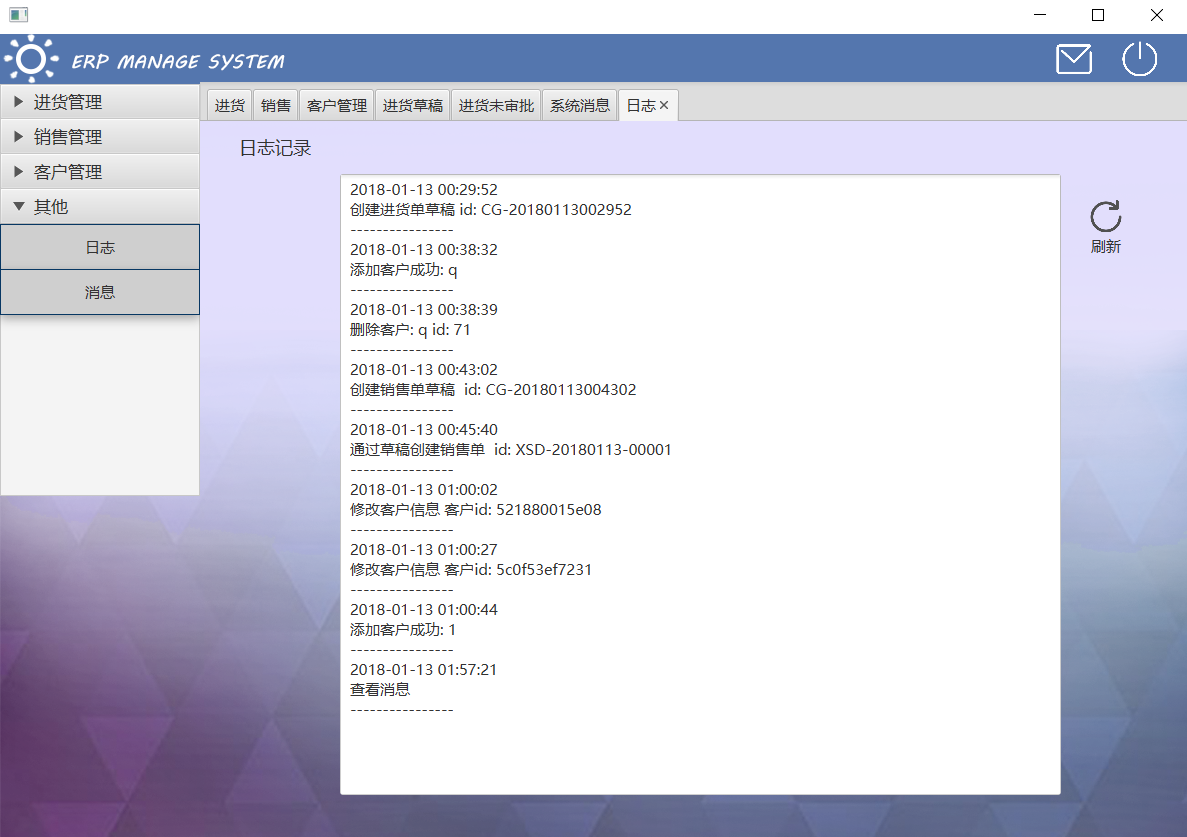 ERP MANAGE SYSTEM
进货管理
销售管理
客户管理
其他
日志
消息
进货 销售 客户管理 进货草稿 进货未审批 系统消息 日志
日志记录
2018-01-13 00:29:52
创建进货单草稿 id: CG-20180113002952
----------------
2018-01-13 00:38:32
添加客户成功: q
----------------
2018-01-13 00:38:39
删除客户: q id: 71
----------------
2018-01-13 00:43:02
创建销售单草稿  id: CG-20180113004302
----------------
2018-01-13 00:45:40
通过草稿创建销售单  id: XSD-20180113-00001
----------------
2018-01-13 01:00:02
修改客户信息 客户id: 521880015e08
----------------
2018-01-13 01:00:27
修改客户信息 客户id: 5c0f53ef7231
----------------
2018-01-13 01:00:44
添加客户成功: 1
----------------
2018-01-13 01:57:21
查看消息
----------------
刷新